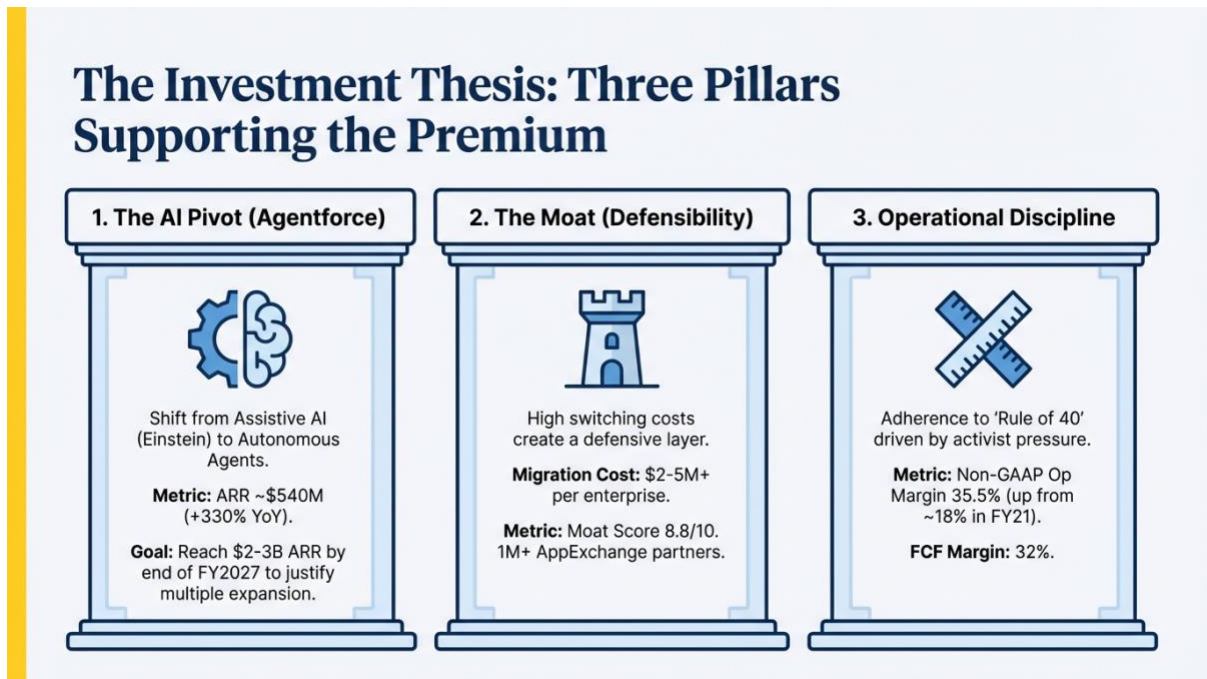 The Investment Thesis: Three Pillars
Supporting the Premium
1. The AI Pivot (Agentforce)
Shift from Assistive AI
(Einstein) to Autonomous
Agents.
Metric: ARR ~$540M
(+330% YoY).
Goal: Reach $2-3B ARR by
end of FY2027 to justify
multiple expansion.
2. The Moat (Defensibility)
High switching costs
create a defensive layer.
Migration Cost: $2-5M+
per enterprise.
Metric: Moat Score 8.8/10.
1M+ AppExchange partners.
3. Operational Discipline
Adherence to ‘Rule of 40’
driven by activist pressure.
Metric: Non-GAAP Op
Margin 35.5% (up from
~18% in FY21).
FCF Margin: 32%.